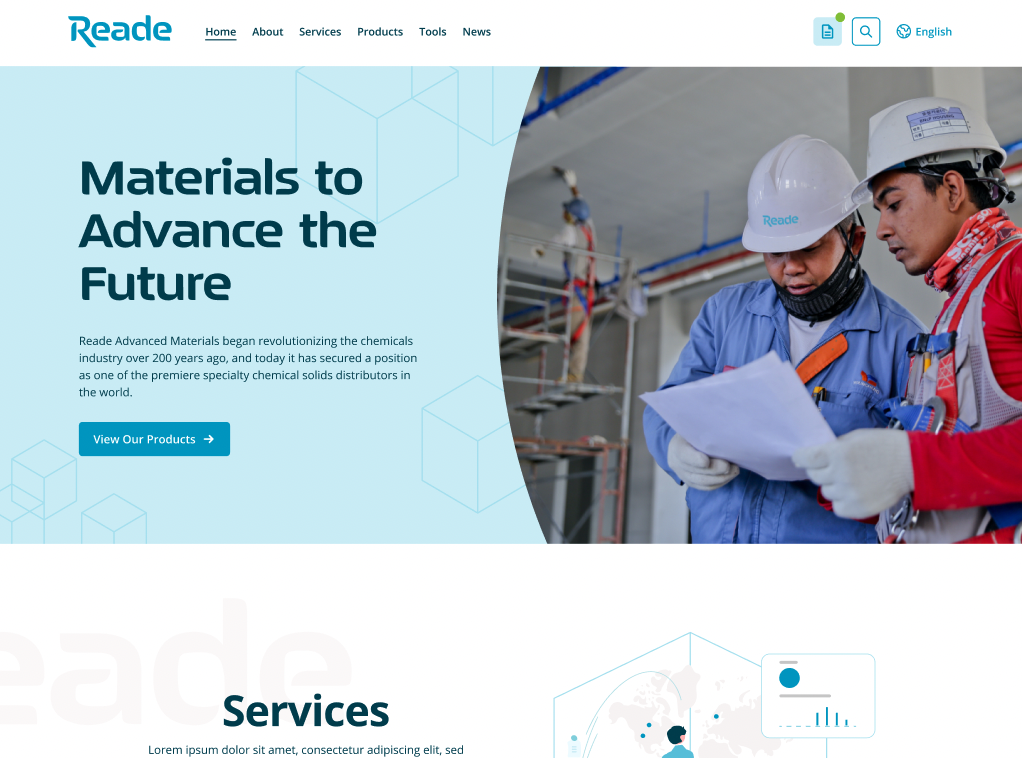 Reade
Home About Services Products Tools News
English
Materials to
Advance the
Future
Reade Advanced Materials began revolutionizing the chemicals
industry over 200 years ago, and today it has secured a position
as one of the premiere specialty chemical solids distributors in
the world.
View Our Products
Reade
eade
Services
Lorem ipsum dolor sit amet, consectetur adipiscing elit, sed